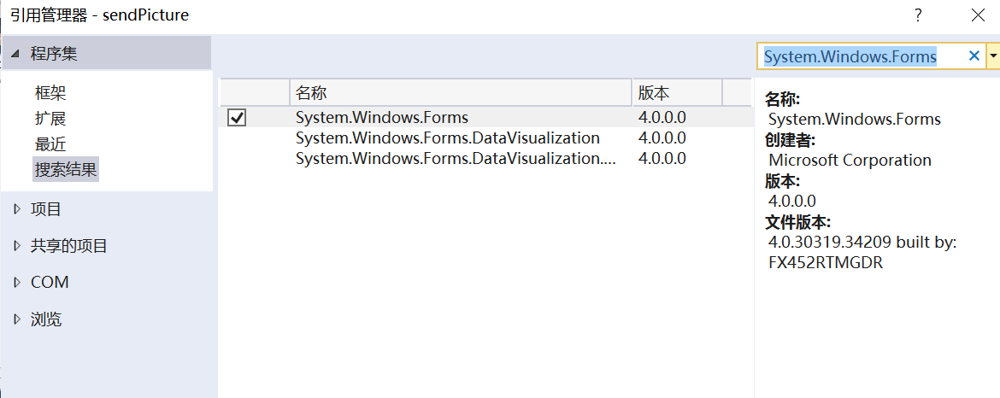 引用管理器 - sendPicture
?
程序集
System.Windows.Forms
框架
扩展
最近
搜索结果
项目
共享的项目
COM
浏览
名称 版本
System.Windows.Forms 4.0.0.0
System.Windows.Forms.DataVisualization 4.0.0.0
System.Windows.Forms.DataVisualization.... 4.0.0.0
名称:
System.Windows.Forms
创建者:
Microsoft Corporation
版本:
4.0.0.0
文件版本:
4.0.30319.34209 built by:
FX452RTMGDR